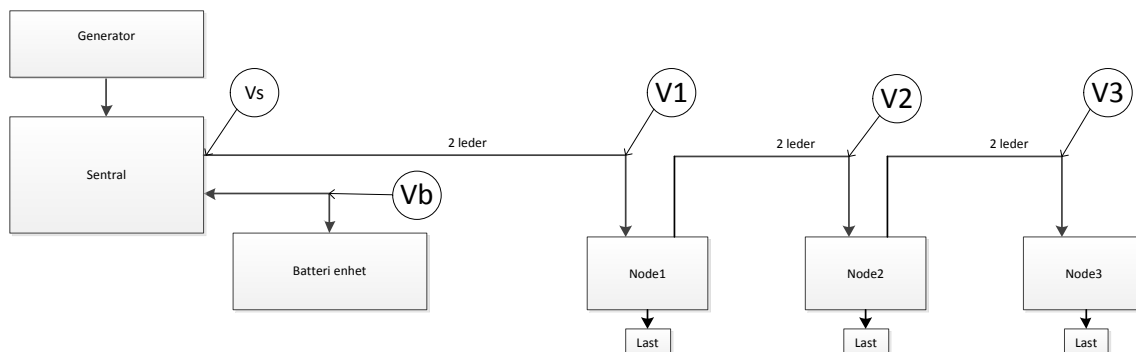 Generator
Vs
V1
V2
V3
2 leder
2 leder
2 leder
Sentral
Vb
Batteri enhet
Node1
Node2
Node3
Last
Last
Last